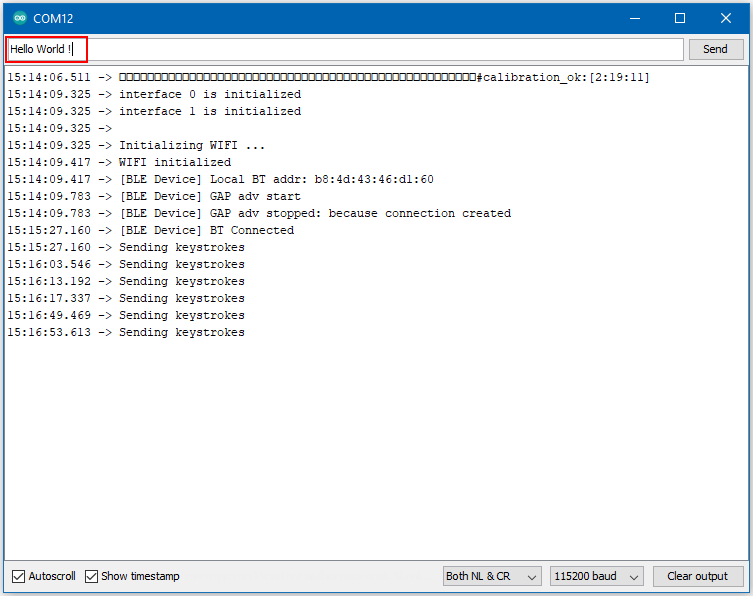 COM12
Hello World !
Send
15:14:06.511 -> □□□□□□□□□□□□□□□□□□□□□□□□□□□□□□□□□□□□□□□□□□□□□□□□□□□#calibration_ok:[2:19:11]
15:14:09.325 -> interface 0 is initialized
15:14:09.325 -> interface 1 is initialized
15:14:09.325 ->
15:14:09.325 -> Initializing WIFI ...
15:14:09.417 -> WIFI initialized
15:14:09.417 -> [BLE Device] Local BT addr: b8:4d:43:46:d1:60
15:14:09.783 -> [BLE Device] GAP adv start
15:14:09.783 -> [BLE Device] GAP adv stopped: because connection created
15:15:27.160 -> [BLE Device] BT Connected
15:15:27.160 -> Sending keystrokes
15:16:03.546 -> Sending keystrokes
15:16:13.192 -> Sending keystrokes
15:16:17.337 -> Sending keystrokes
15:16:49.469 -> Sending keystrokes
15:16:53.613 -> Sending keystrokes
Autoscroll
Show timestamp
Both NL & CR
115200 baud
Clear output